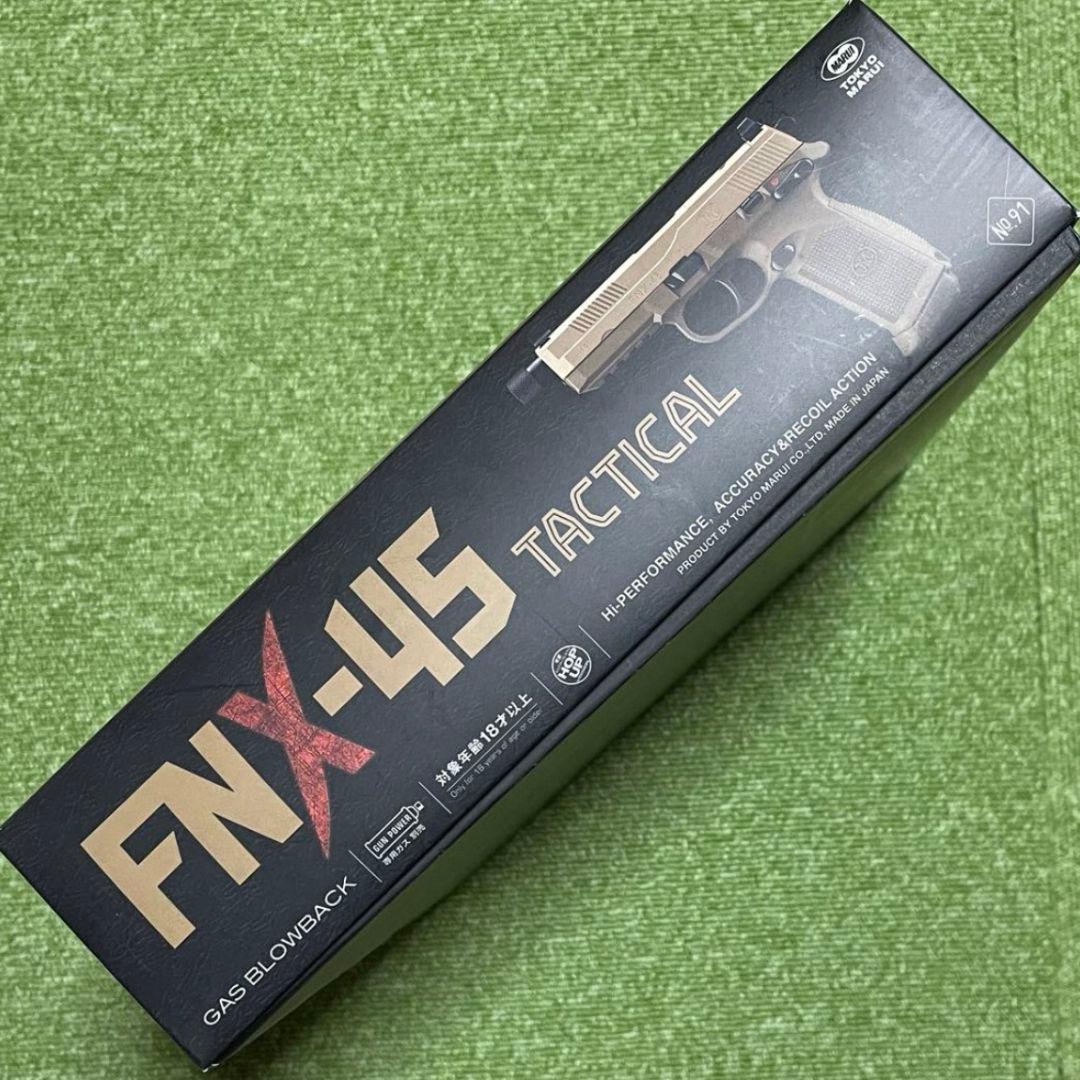 MARUI
TOKYO
MARUI
No.91
FNX-45
TACTICAL
Hi-PERFORMANCE, ACCURACY&RECOIL ACTION
PRODUCT BY TOKYO MARUI CO.,LTD. MADE IN JAPAN
HOP
UP
対象年齢18才以上
Only for 18 years of age or older
GUN POWER
専用ガス 別売
GAS BLOWBACK